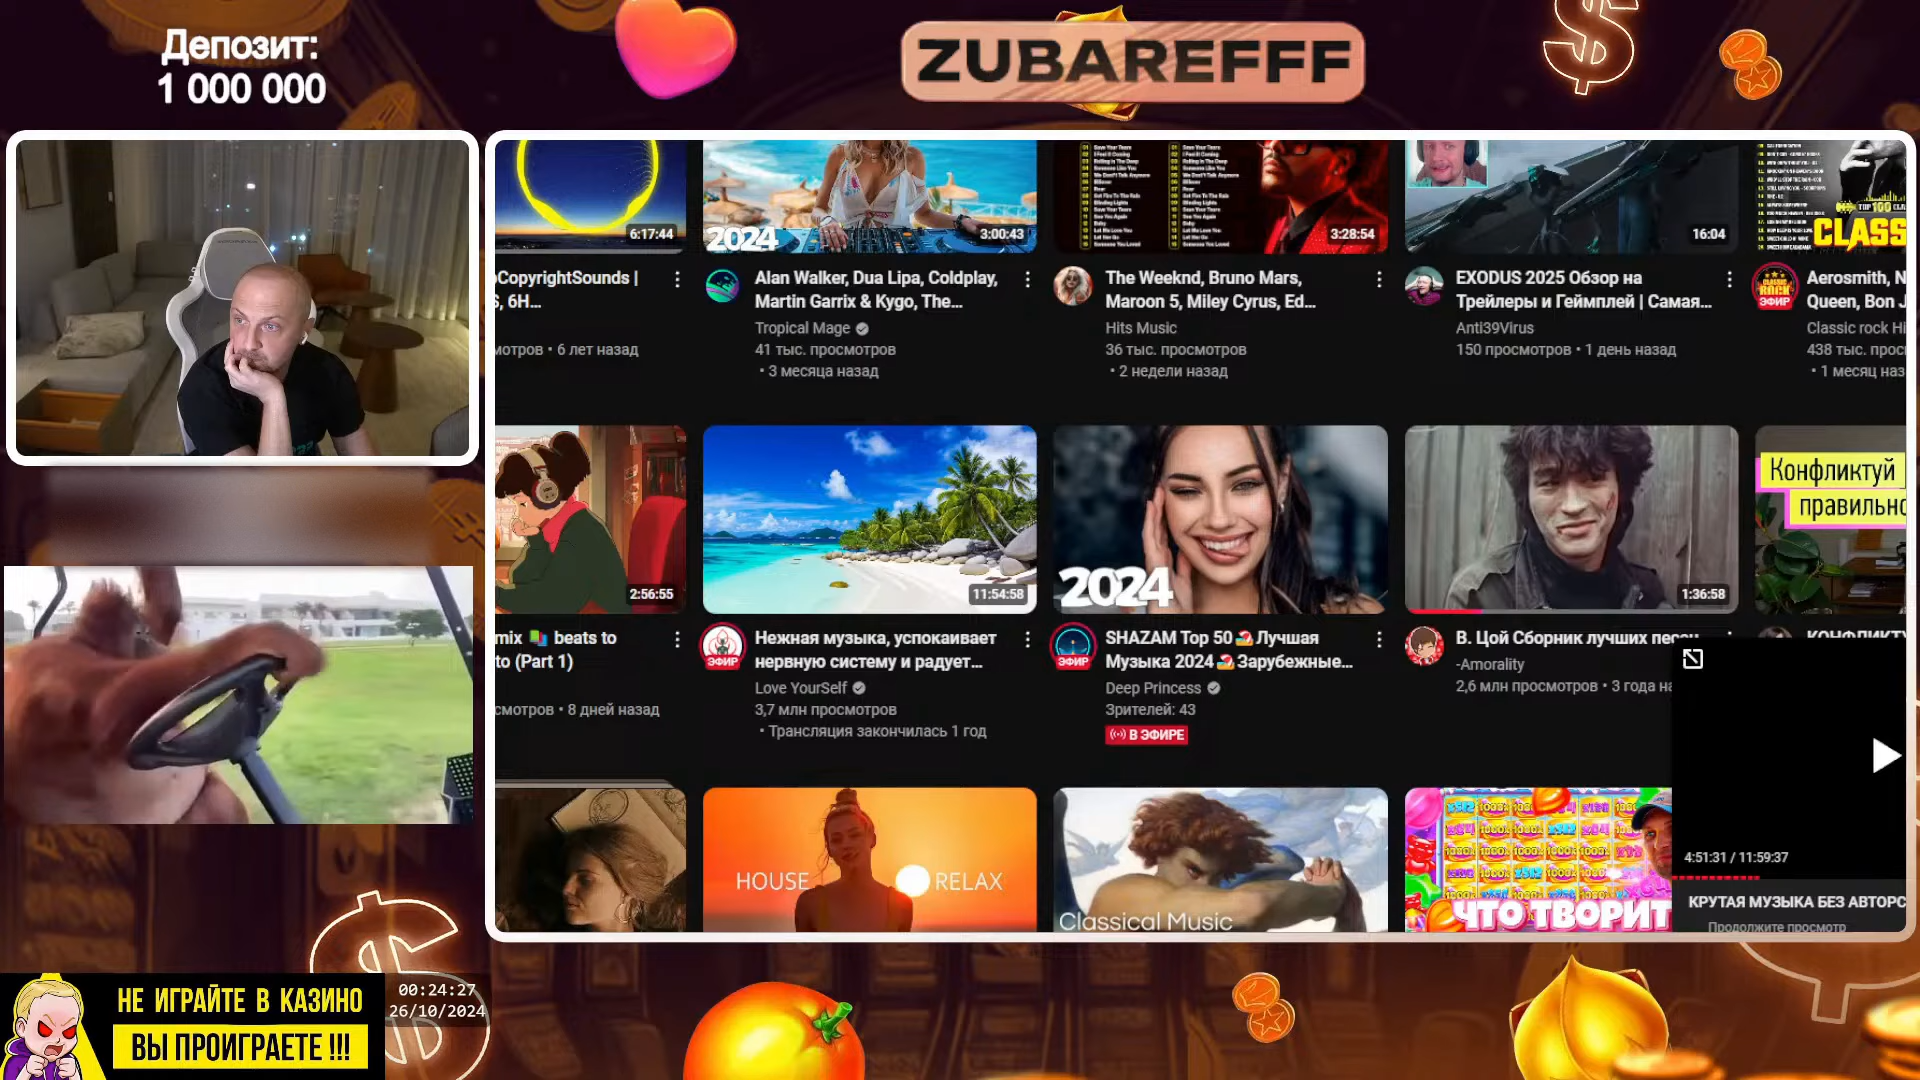 Депозит:
1 000 000
ZUBAREFFF
6:17:44
2024
3:00:43
3:28:54
16:04
TOP 100
CLASS
oCopyrightSounds |
S, 6H...
мотров • 6 лет назад
Alan Walker, Dua Lipa, Coldplay,
Martin Garrix & Kygo, The...
Tropical Mage
41 тыс. просмотров
• 3 месяца назад
The Weeknd, Bruno Mars,
Maroon 5, Miley Cyrus, Ed...
Hits Music
36 тыс. просмотров
• 2 недели назад
EXODUS 2025 Обзор на
Трейлеры и Геймплей | Самая...
Anti39Virus
150 просмотров • 1 день назад
CLASSIC
ROCK
ЭФИР
Aerosmith, N
Queen, Bon J
Classic rock Hi
438 тыс. прос
• 1 месяц наз
2:56:55
11:54:58
2024
1:36:58
Конфликтуй
правильно
mix beats to
to (Part 1)
смотров • 8 дней назад
ЭФИР
Нежная музыка, успокаивает
нервную систему и радует...
Love YourSelf
3,7 млн просмотров
• Трансляция закончилась 1 год
ЭФИР
SHAZAM Top 50 Лучшая
Музыка 2024 Зарубежные...
Deep Princess
Зрителей: 43
В ЭФИРЕ
В. Цой Сборник лучших песен
-Amorality
2,6 млн просмотров • 3 года на
КОНФЛИКТУ
HOUSE RELAX
Classical Music
ЧТО ТВОРИТ
4:51:31 / 11:59:37
КРУТАЯ МУЗЫКА БЕЗ АВТОРС
Продолжите просмотр
НЕ ИГРАЙТЕ В КАЗИНО
ВЫ ПРОИГРАЕТЕ !!!
00:24:27
26/10/2024